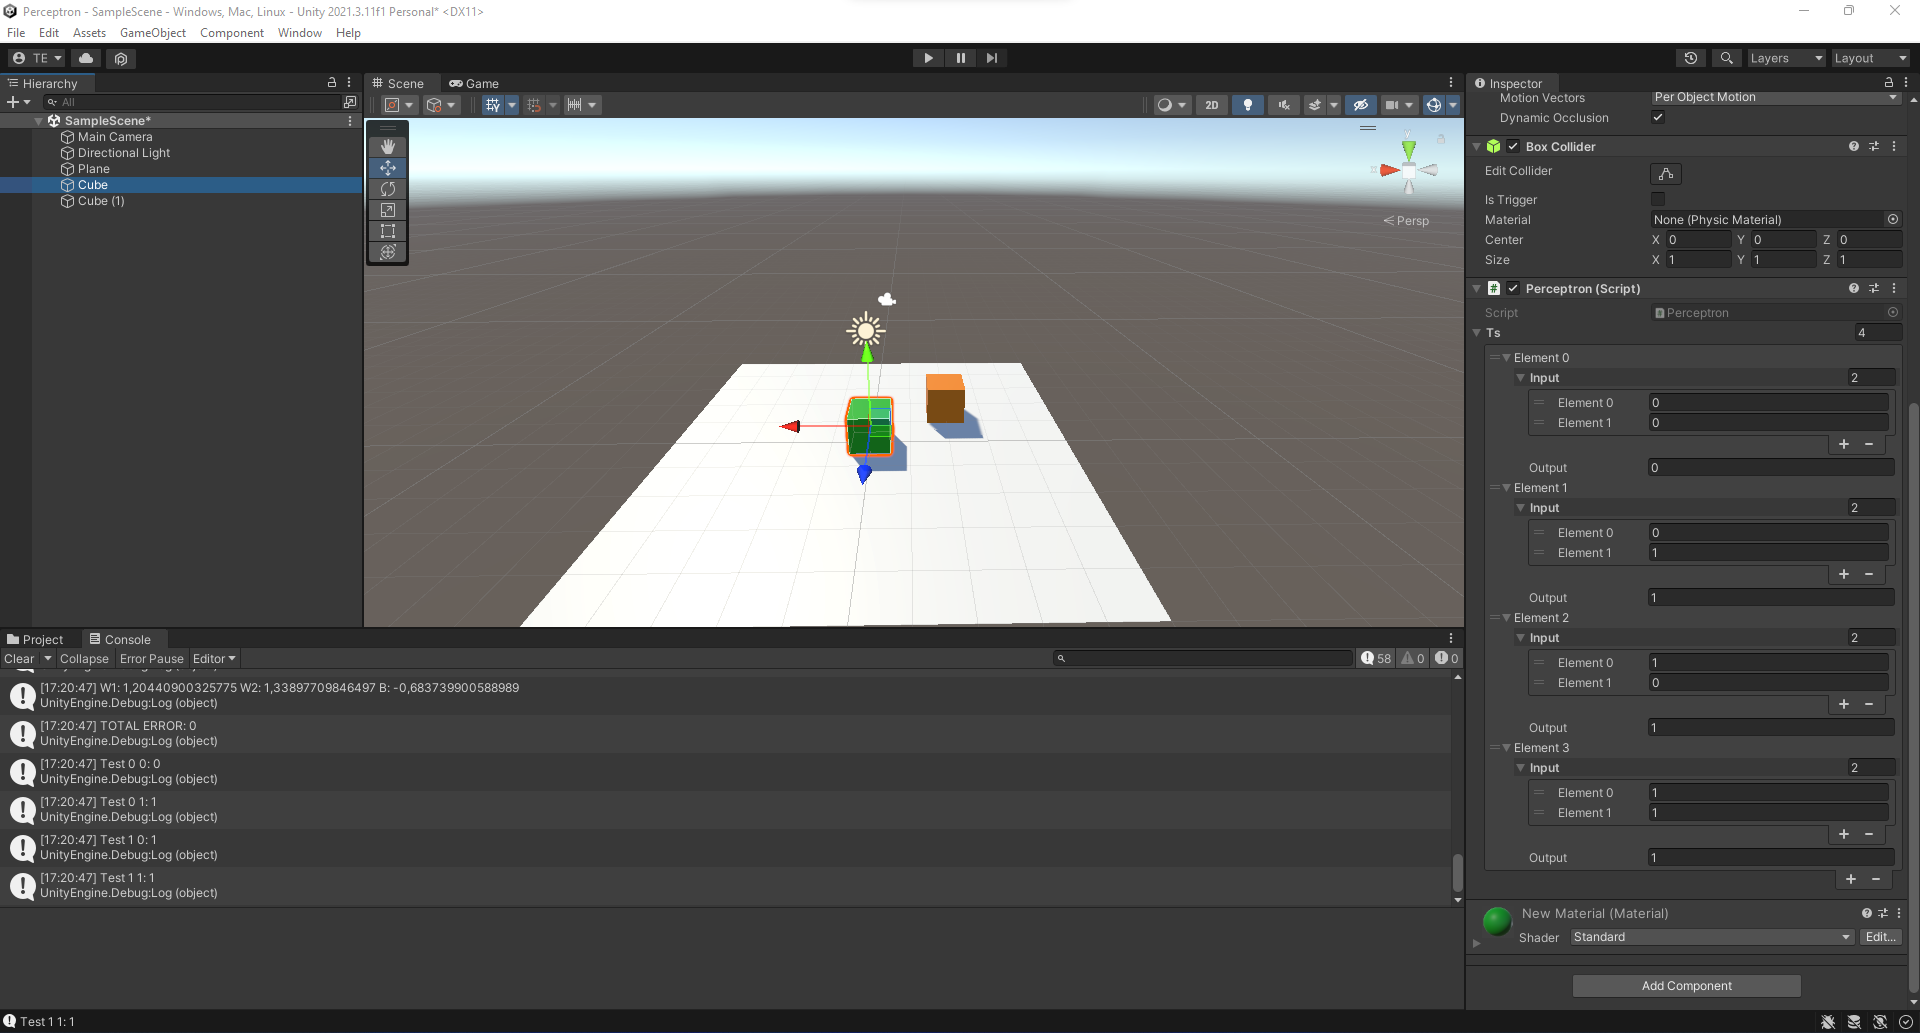 Perceptron - SampleScene - Windows, Mac, Linux - Unity 2021.3.11f1 Personal* <DX11>
File Edit Assets GameObject Component Window Help
TE Layers Layout
Hierarchy
All
SampleScene*
Main Camera
Directional Light
Plane
Cube
Cube (1)
Scene Game
2D
y
Persp
Inspector
Motion Vectors Per Object Motion
Dynamic Occlusion
Box Collider
Edit Collider
Is Trigger
Material None (Physic Material)
Center X 0 Y 0 Z 0
Size X 1 Y 1 Z 1
# Perceptron (Script)
Script Perceptron
Ts 4
Element 0
Input 2
Element 0 0
Element 1 0
+ -
Output 0
Element 1
Input 2
Element 0 0
Element 1 1
+ -
Output 1
Element 2
Input 2
Element 0 1
Element 1 0
+ -
Output 1
Element 3
Input 2
Element 0 1
Element 1 1
+ -
Output 1
+ -
New Material (Material)
Shader Standard Edit...
Add Component
Project Console
Clear Collapse Error Pause Editor 58 0 0
[17:20:47] W1: 1,20440900325775 W2: 1,33897709846497 B: -0,683739900588989
UnityEngine.Debug:Log (object)
[17:20:47] TOTAL ERROR: 0
UnityEngine.Debug:Log (object)
[17:20:47] Test 0 0: 0
UnityEngine.Debug:Log (object)
[17:20:47] Test 0 1: 1
UnityEngine.Debug:Log (object)
[17:20:47] Test 1 0: 1
UnityEngine.Debug:Log (object)
[17:20:47] Test 1 1: 1
UnityEngine.Debug:Log (object)
Test 1 1: 1